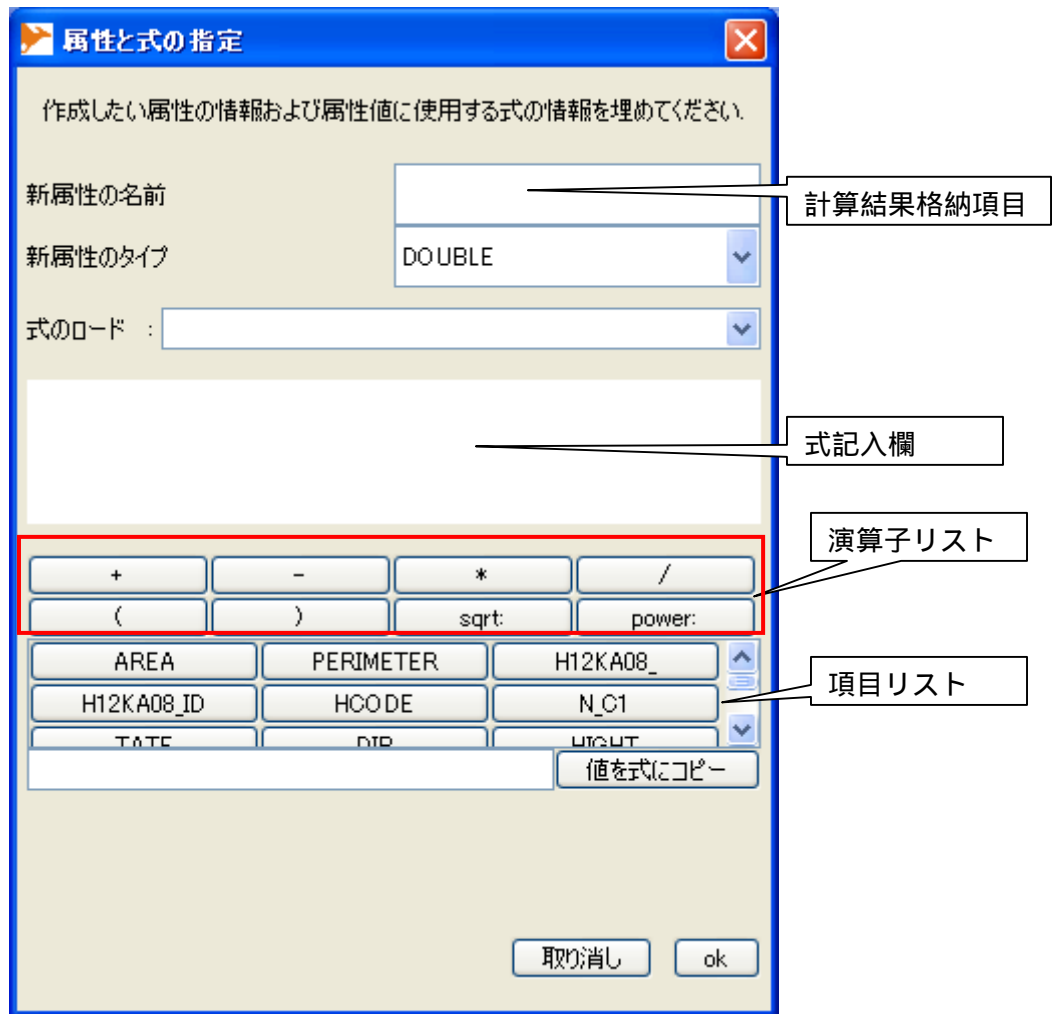 属性と式の指定
作成したい属性の情報および属性値に使用する式の情報を埋めてください.
新属性の名前
計算結果格納項目
新属性のタイプ
DOUBLE
式のロード :
式記入欄
演算子リスト
+ - * /
( ) sqrt: power:
AREA PERIMETER H12KA08_
項目リスト
H12KA08_ID HCODE N_C1
TATE DIR HIGHT
値を式にコピー
取り消し ok